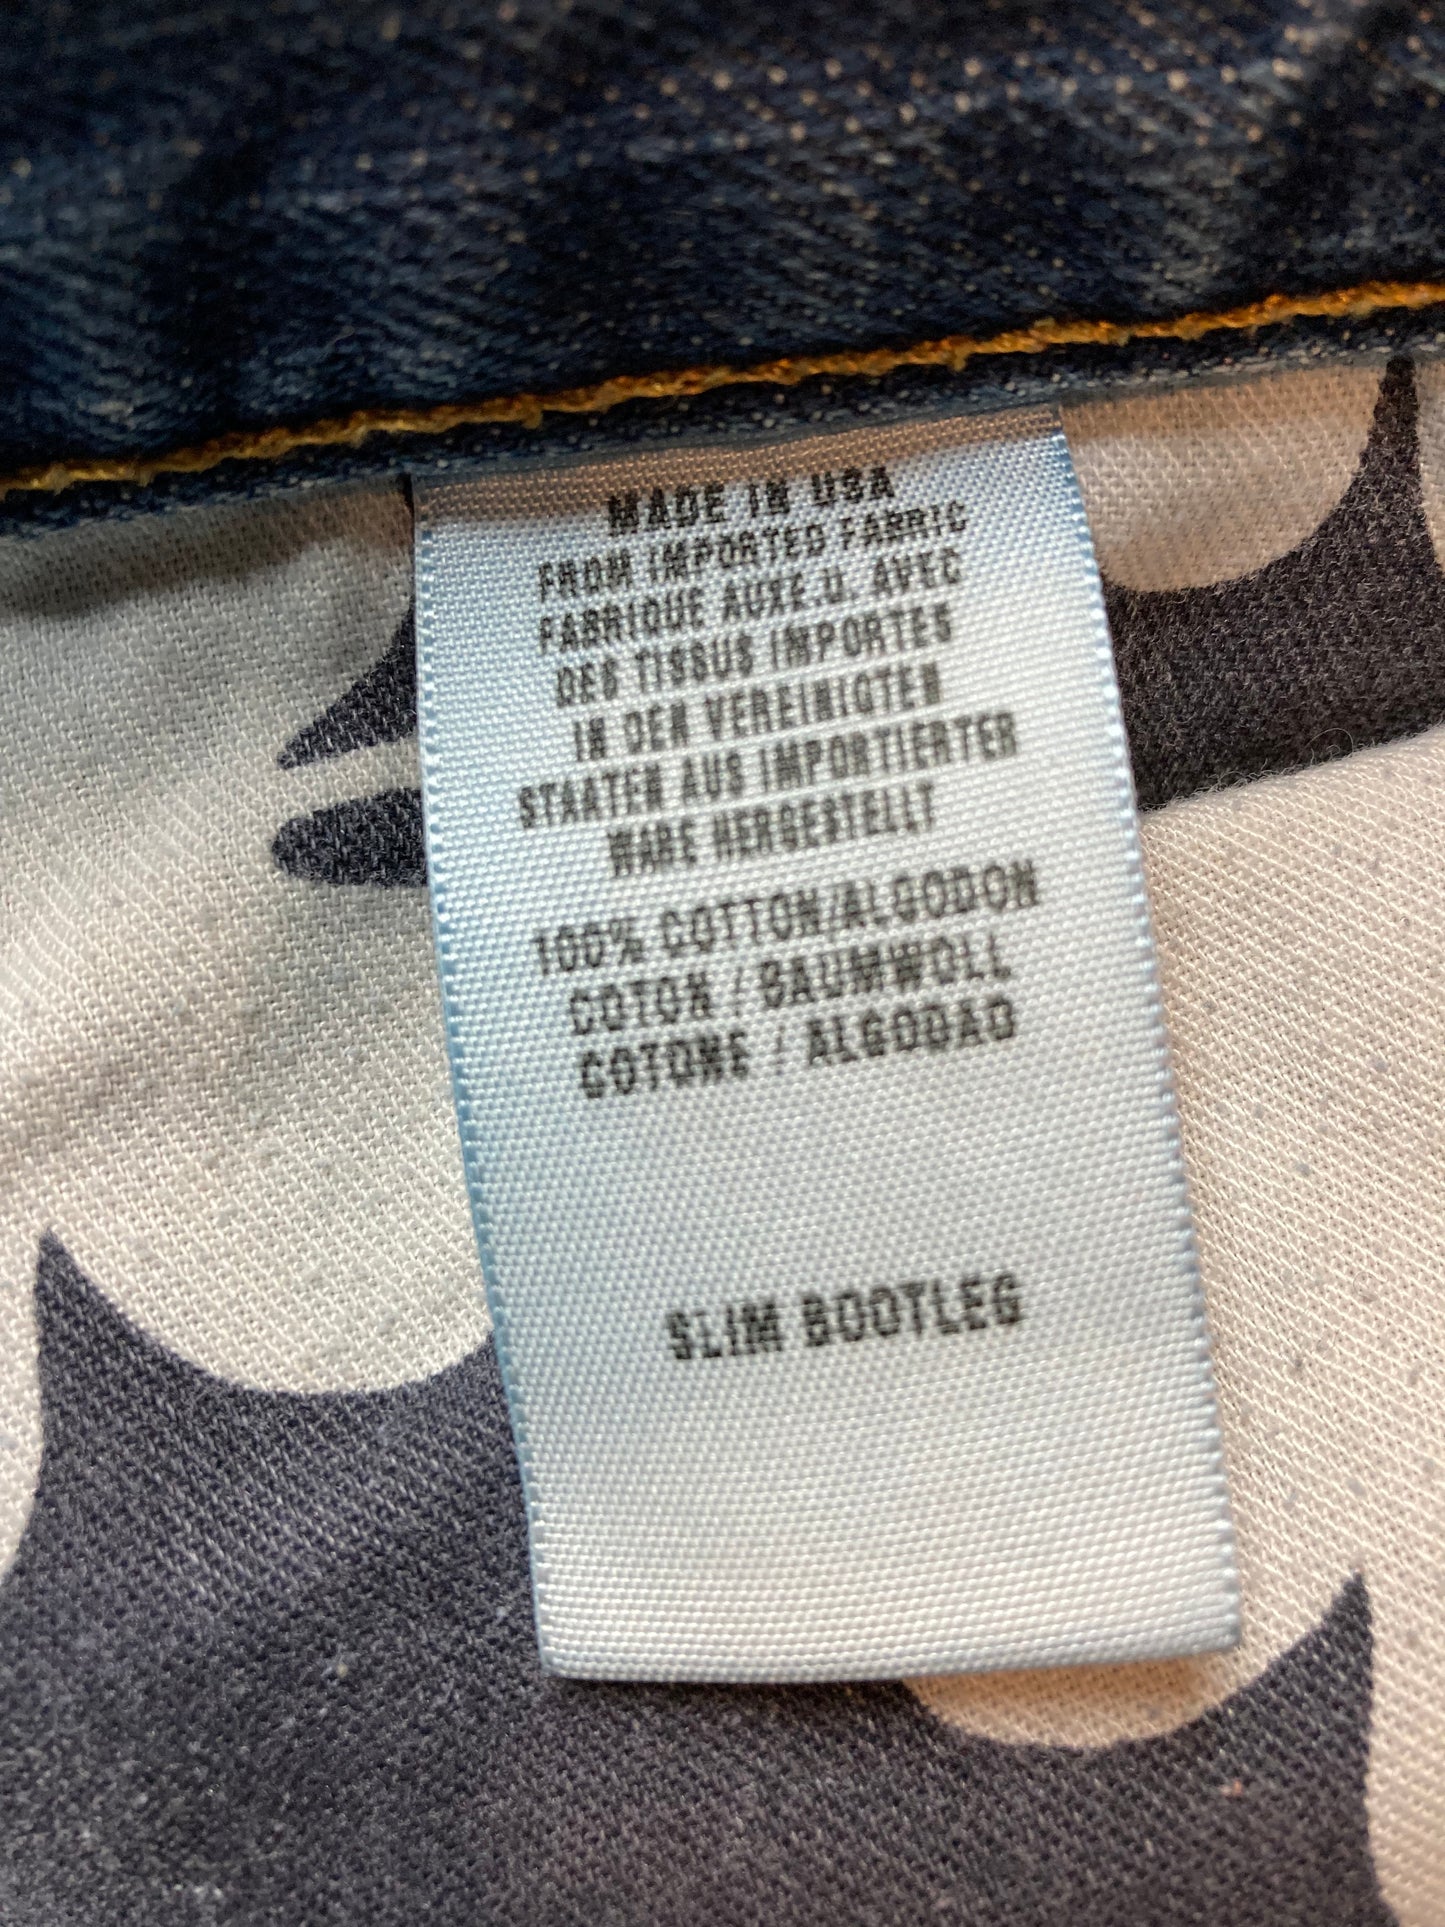 MADE IN USA
FROM IMPORTED FABRIC
FABRIQUE AUX E.U. AVEC
DES TISSUS IMPORTES
IN DEN VEREINIGTEN
STAATEN AUS IMPORTIERTER
WARE HERGESTELLT
100% COTTON/ALGODON
COTON / BAUMWOLL
COTONE / ALGODAO
SLIM BOOTLEG